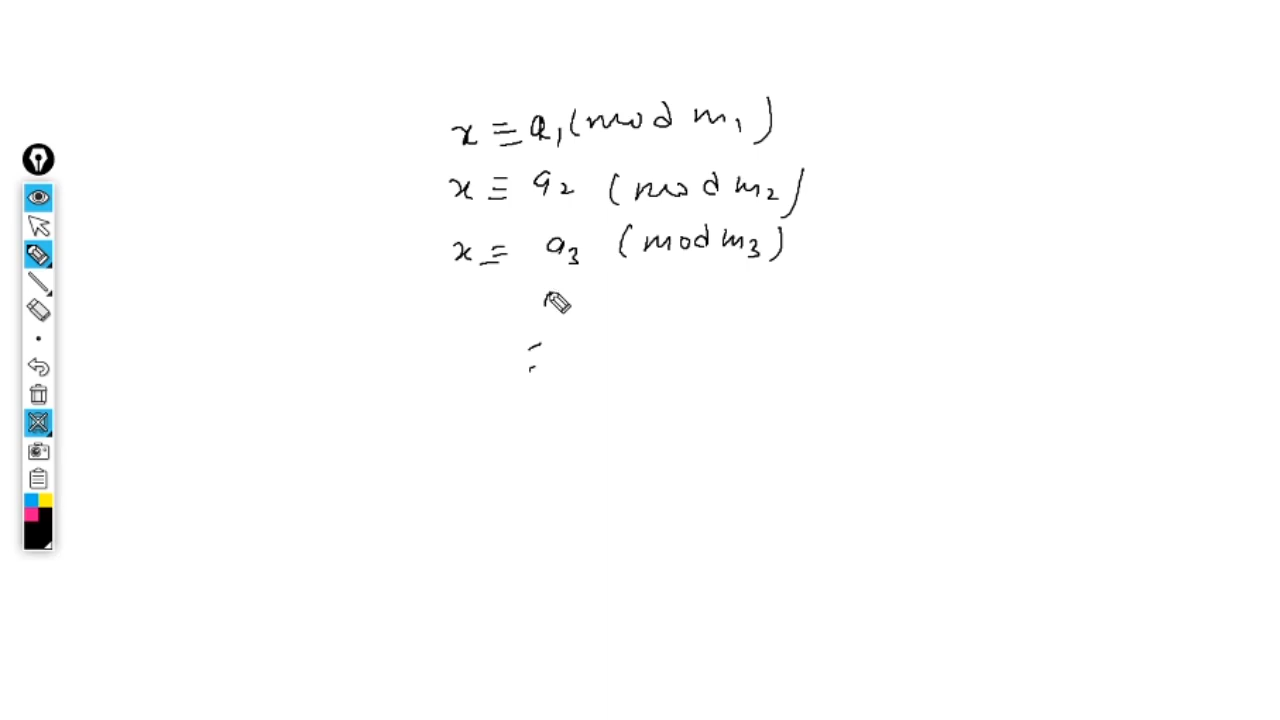 x ≡ a₁ (mod m₁)
x ≡ a₂ (mod m₂)
x ≡ a₃ (mod m₃)